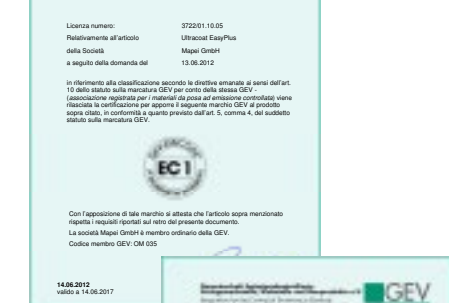 Licenza numero: 3722/01.10.05
Relativamente all'articolo Ultracoat EasyPlus
della Società Mapei GmbH
a seguito della domanda del 13.06.2012
in riferimento alla classificazione secondo le direttive emanate ai sensi dell'art.
10 dello statuto sulla marcatura GEV per conto della stessa GEV -
(associazione registrata per i materiali da posa ad emissione controllata) viene
rilasciata la certificazione per apporre il seguente marchio GEV al prodotto
sopra citato, in conformità a quanto previsto dall'art. 5, comma 4, del suddetto
statuto sulla marcatura GEV.
EC 1
Con l'apposizione di tale marchio si attesta che l'articolo sopra menzionato
rispetta i requisiti riportati sul retro del presente documento.
La società Mapei GmbH è membro ordinario della GEV.
Codice membro GEV: OM 035
14.06.2012
valido a 14.06.2017
GEV